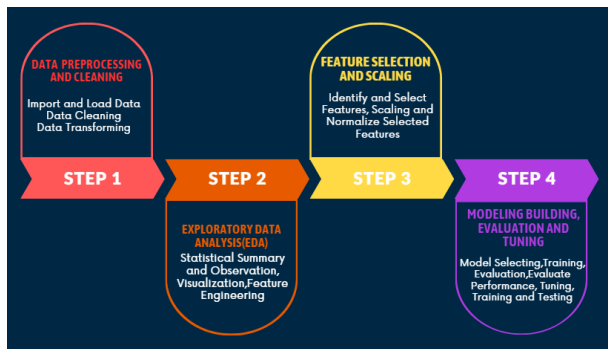 DATA PREPROCESSING
AND CLEANING
Import and Load Data
Data Cleaning
Data Transforming
STEP 1
STEP 2
EXPLORATORY DATA
ANALYSIS(EDA)
Statistical Summary
and Observation,
Visualization,Feature
Engineering
FEATURE SELECTION
AND SCALING
Identify and Select
Features, Scaling and
Normalize Selected
Features
STEP 3
STEP 4
MODELING BUILDING,
EVALUATION AND
TUNING
Model Selecting,Training,
Evaluation,Evaluate
Performance, Tuning,
Training and Testing